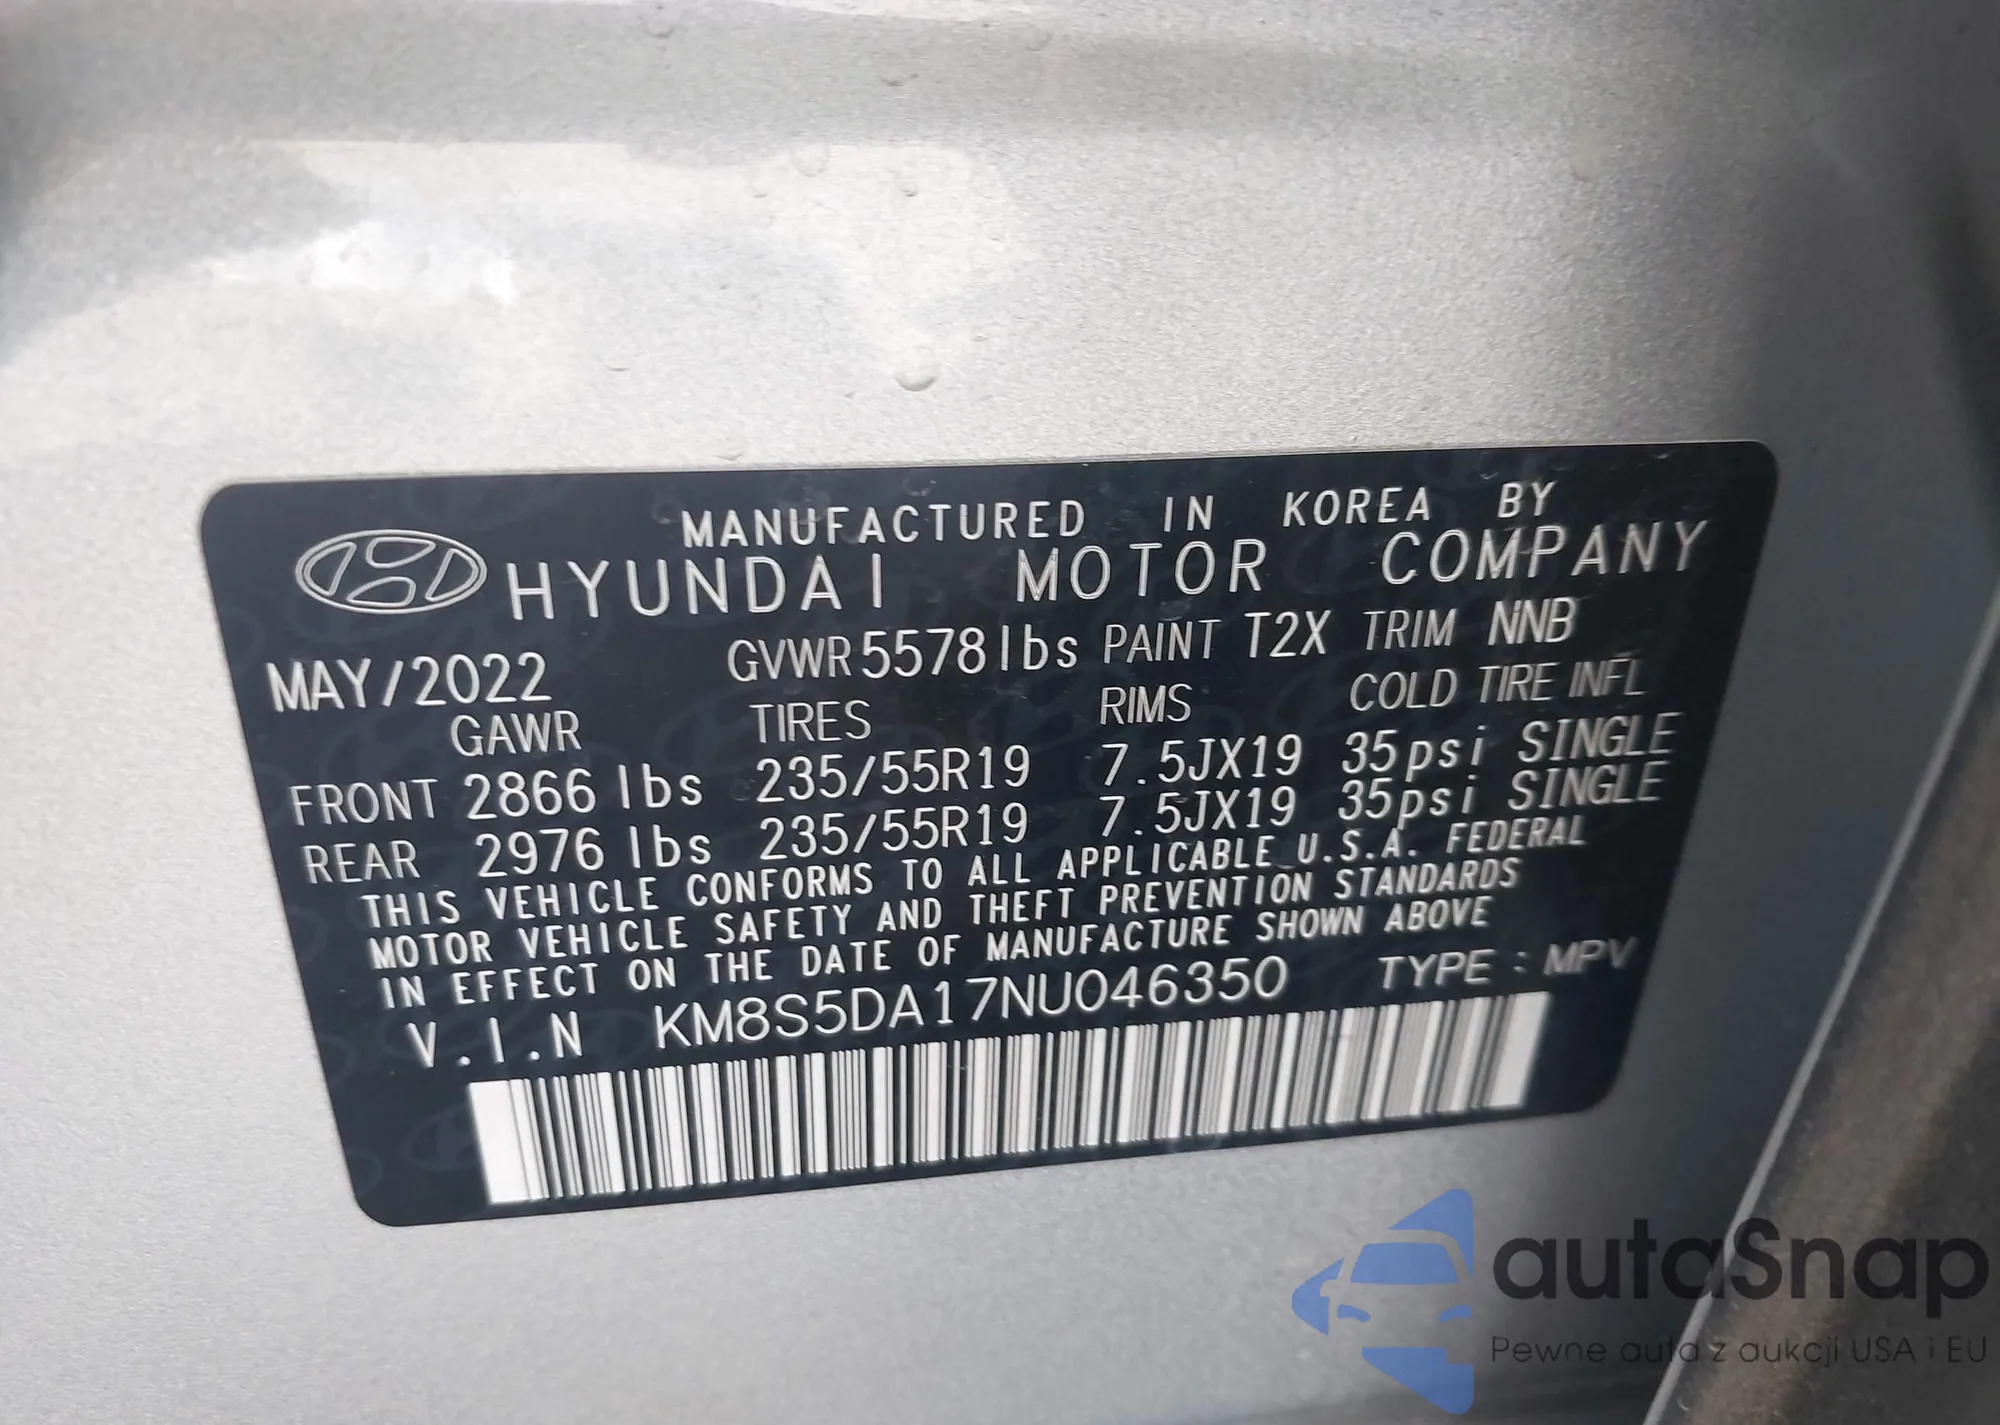 MANUFACTURED IN KOREA BY
HYUNDAI MOTOR COMPANY
MAY/2022 GVWR 5578lbs PAINT T2X TRIM NNB
GAWR TIRES RIMS COLD TIRE INFL
FRONT 2866 lbs 235/55R19 7.5JX19 35psi SINGLE
REAR 2976 lbs 235/55R19 7.5JX19 35psi SINGLE
THIS VEHICLE CONFORMS TO ALL APPLICABLE U.S.A. FEDERAL
MOTOR VEHICLE SAFETY AND THEFT PREVENTION STANDARDS
IN EFFECT ON THE DATE OF MANUFACTURE SHOWN ABOVE
V.I.N KM8S5DA17NU046350 TYPE : MPV
autaSnap
Pewne auta z aukcji USA i EU